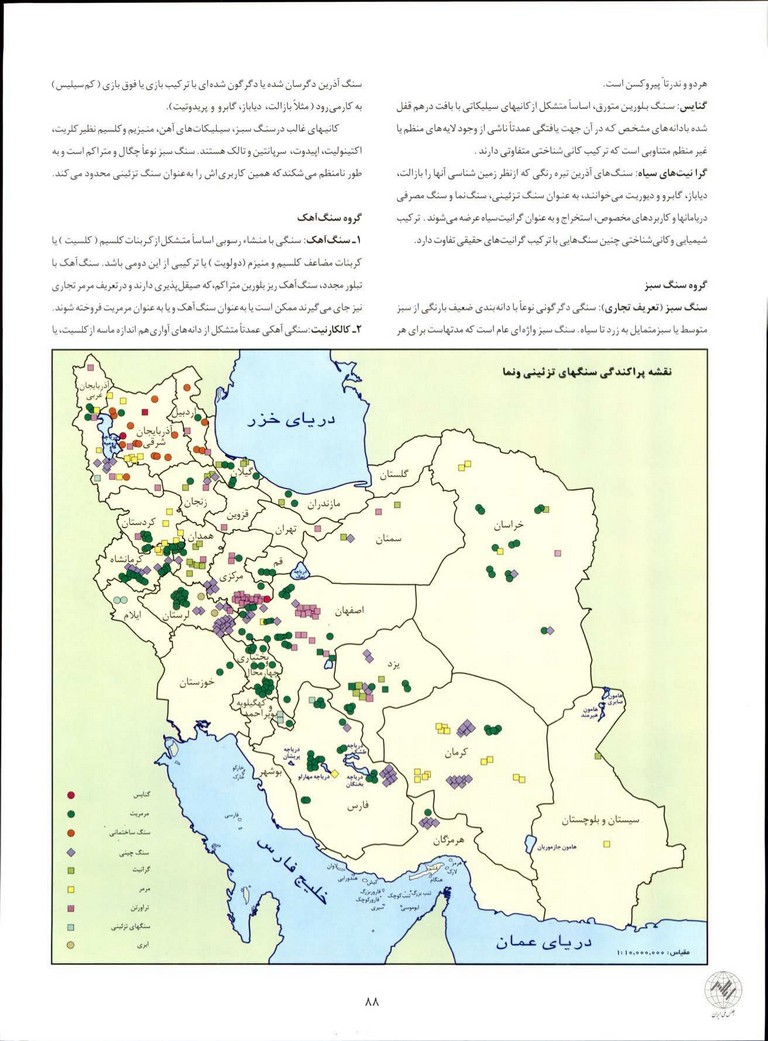 هر دو و ندرتاً پیروکسن است.
گنایس: سنگ بلورین متورق، اساساً متشکل از کانیهای سیلیکاتی با بافت درهم قفل
شده بادانه‌های مشخص که در آن جهت یافتگی عمدتاً ناشی از وجود لایه‌های منظم یا
غیر منظم متناوبی است که ترکیب کانی‌شناختی متفاوتی دارند .
گرا نیت‌های سیاه: سنگ‌های آذرین تیره رنگی که ازنظر زمین شناسی آنها را بازالت،
دیاباز، گابرو و دیوریت می‌خوانند، به عنوان سنگ تزئینی، سنگ‌نما و سنگ مصرفی
دربامانها و کاربردهای مخصوص، استخراج و به عنوان گرانیت‌سیاه عرضه می‌شوند . ترکیب
شیمیایی و کانی‌شناختی چنین سنگ‌هایی با ترکیب گرانیت‌های حقیقی تفاوت دارد.
گروه سنگ سبز
سنگ سبز (تعریف تجاری): سنگی دگرگونی نوعاً با دانه‌بندی ضعیف بارنگی از سبز
متوسط یا سبزمتمایل به زرد تا سیاه. سنگ سبز واژه‌ای عام است که مدتهاست برای هر
سنگ آذرین دگرسان شده یا دگرگون شده‌ای با ترکیب بازی یا فوق بازی ( کم‌سیلیس)
به کار می‌رود ( مثلاً بازالت، دیاباز، گابرو و پریدوتیت).
کانیهای غالب درسنگ سبز، سیلیکات‌های آهن، منیزیم وکلسیم نظیر کلریت،
اکتینولیت، اپیدوت، سرپانتین و تالک هستند. سنگ سبز نوعاً چگال و متراکم است و به
طور نامنظم می‌شکند که همین کاربری‌اش را به‌عنوان سنگ تزئینی محدود می کند.
گروه سنگ‌آهک
۱ـ سنگ‌آهک: سنگی با منشاء رسوبی اساساً متشکل از کربنات کلسیم ( کلسیت ) یا
کربنات مضاعف کلسیم و منیزم (دولویت ) یا ترکیبی از این دومی باشد. سنگ‌آهک با
تبلور مجدد، سنگ‌آهک ریز بلورین متراکم، که صیقل‌پذیری دارند و درتعریف مرمر تجاری
نیز جای می‌گیرند ممکن است یا به‌عنوان سنگ‌آهک و یا به عنوان مرمریت فروخته شوند.
۲ـ کالکارنیت: سنگی آهکی عمدتاً متشکل از دانه‌های آواری هم اندازه ماسه از کلسیت، یا
نقشه پراکندگی سنگهای تزئینی ونما
دریای خزر
آذربایجان
غربی
اردبیل
آذربایجان
شرقی
گیلان
گلستان
مازندران
زنجان
قزوین
تهران
سمنان
خراسان
کردستان
همدان
کرمانشاه
مرکزی
قم
ایلام
لرستان
اصفهان
یزد
خوزستان
چهارمحال
بختیاری
و
کهگیلویه
بویراحمد
هامون
صابری
هامون
هیرمند
کرمان
دریاچه
پریشان
دریاچه مهارلو
دریاچه
بختگان
دریاچه
طشک
بوشهر
فارس
سیستان و بلوچستان
هامون جازموریان
هرمزگان
خارکو
خارک
فارسی
خلیج فارس
لاوان
هندورابی
کیش
فاروربزرگ
فارورکوچک
سیری
تنب بزرگ
تنب‌کوچک
ابوموسی
هنگام
هرمز
لارک
دریای عمان
گنایس
مرمریت
سنگ ساختمانی
سنگ چینی
گرانیت
مرمر
تراورتن
سنگهای تزئینی
ابری
مقیاس: ۱:۱۰,۰۰۰,۰۰۰
۸۸